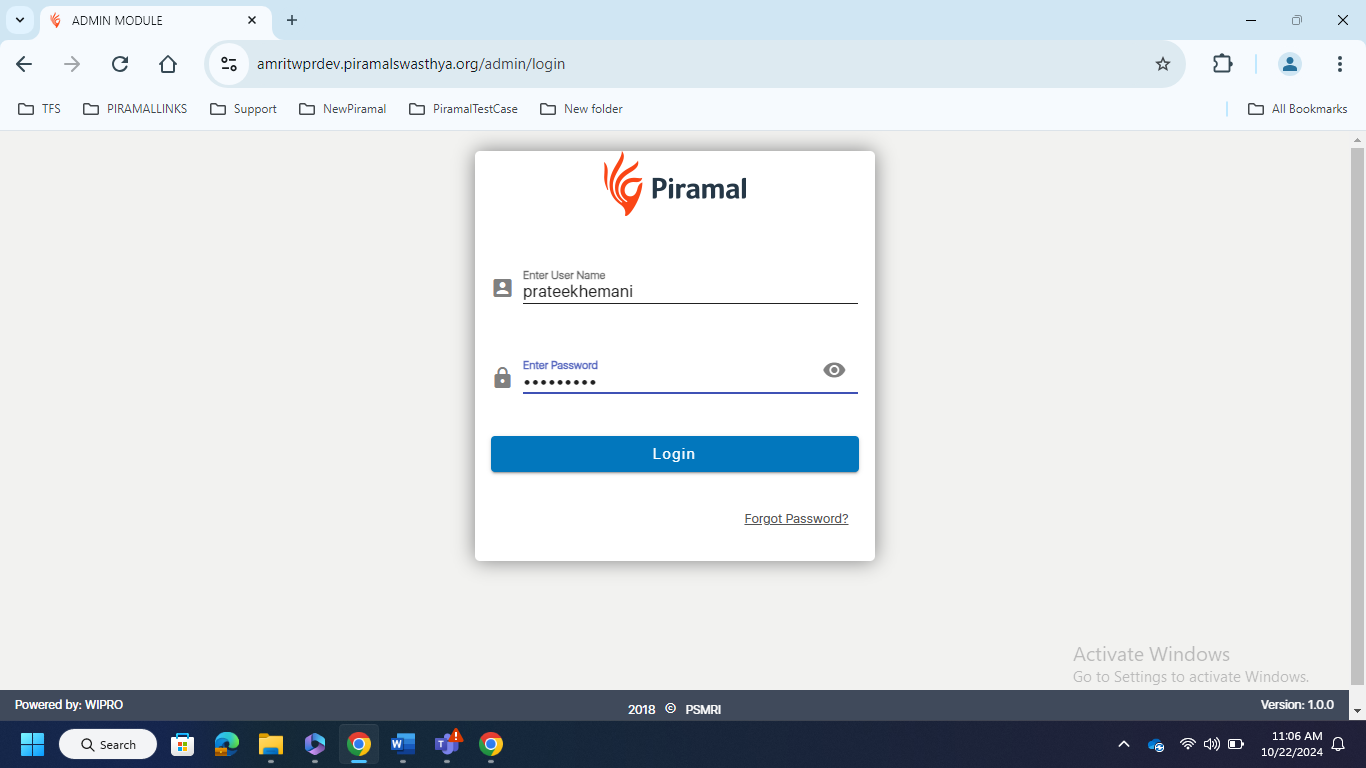 ADMIN MODULE
amritwprdev.piramalswasthya.org/admin/login
TFS PIRAMALLINKS Support NewPiramal PiramalTestCase New folder All Bookmarks
Piramal
Enter User Name
prateekhemani
Enter Password
•••••••••
Login
Forgot Password?
Activate Windows
Go to Settings to activate Windows.
Powered by: WIPRO 2018 © PSMRI Version: 1.0.0
Search
11:06 AM
10/22/2024